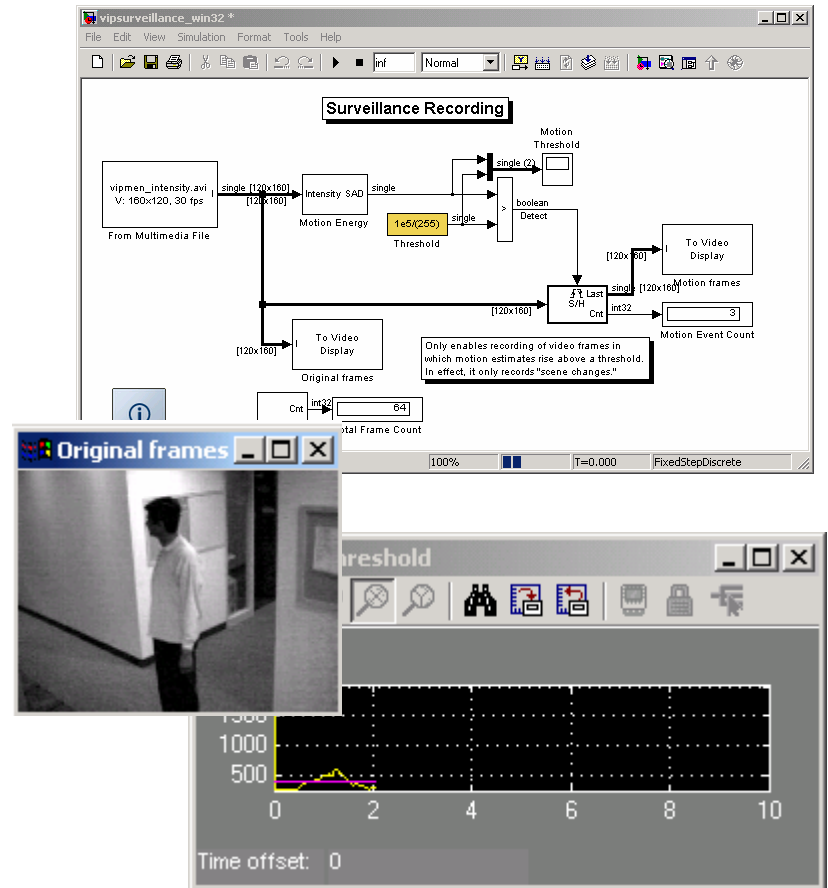 vipsurveillance_win32 *
File Edit View Simulation Format Tools Help
inf
Normal
Surveillance Recording
Motion
Threshold
single (2)
vipmen_intensity.avi
V: 160x120, 30 fps
I
From Multimedia File
single [120x160]
[120x160]
Intensity SAD
Motion Energy
single
1e5/(255)
Threshold
single
>
boolean
Detect
To Video
Display
I
Motion frames
[120x160]
single [120x160]
Last
S/H
Cnt
int32
3
Motion Event Count
[120x160]
To Video
Display
I
Original frames
[120x160]
Only enables recording of video frames in
which motion estimates rise above a threshold.
In effect, it only records "scene changes."
Cnt
int32
64
otal Frame Count
100%
T=0.000
FixedStepDiscrete
Original frames
reshold
1500
1000
500
0 2 4 6 8 10
Time offset: 0